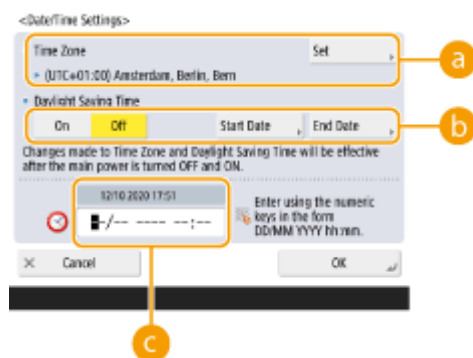 <Date/Time Settings>
Time Zone
Set
a
(UTC+01:00) Amsterdam, Berlin, Bern
Daylight Saving Time
On Off Start Date End Date
b
Changes made to Time Zone and Daylight Saving Time will be effective
after the main power is turned OFF and ON.
12/10 2020 17:51
--/-- ---- --:--
Enter using the numeric
keys in the form
DD/MM YYYY hh:mm.
× Cancel
OK
c